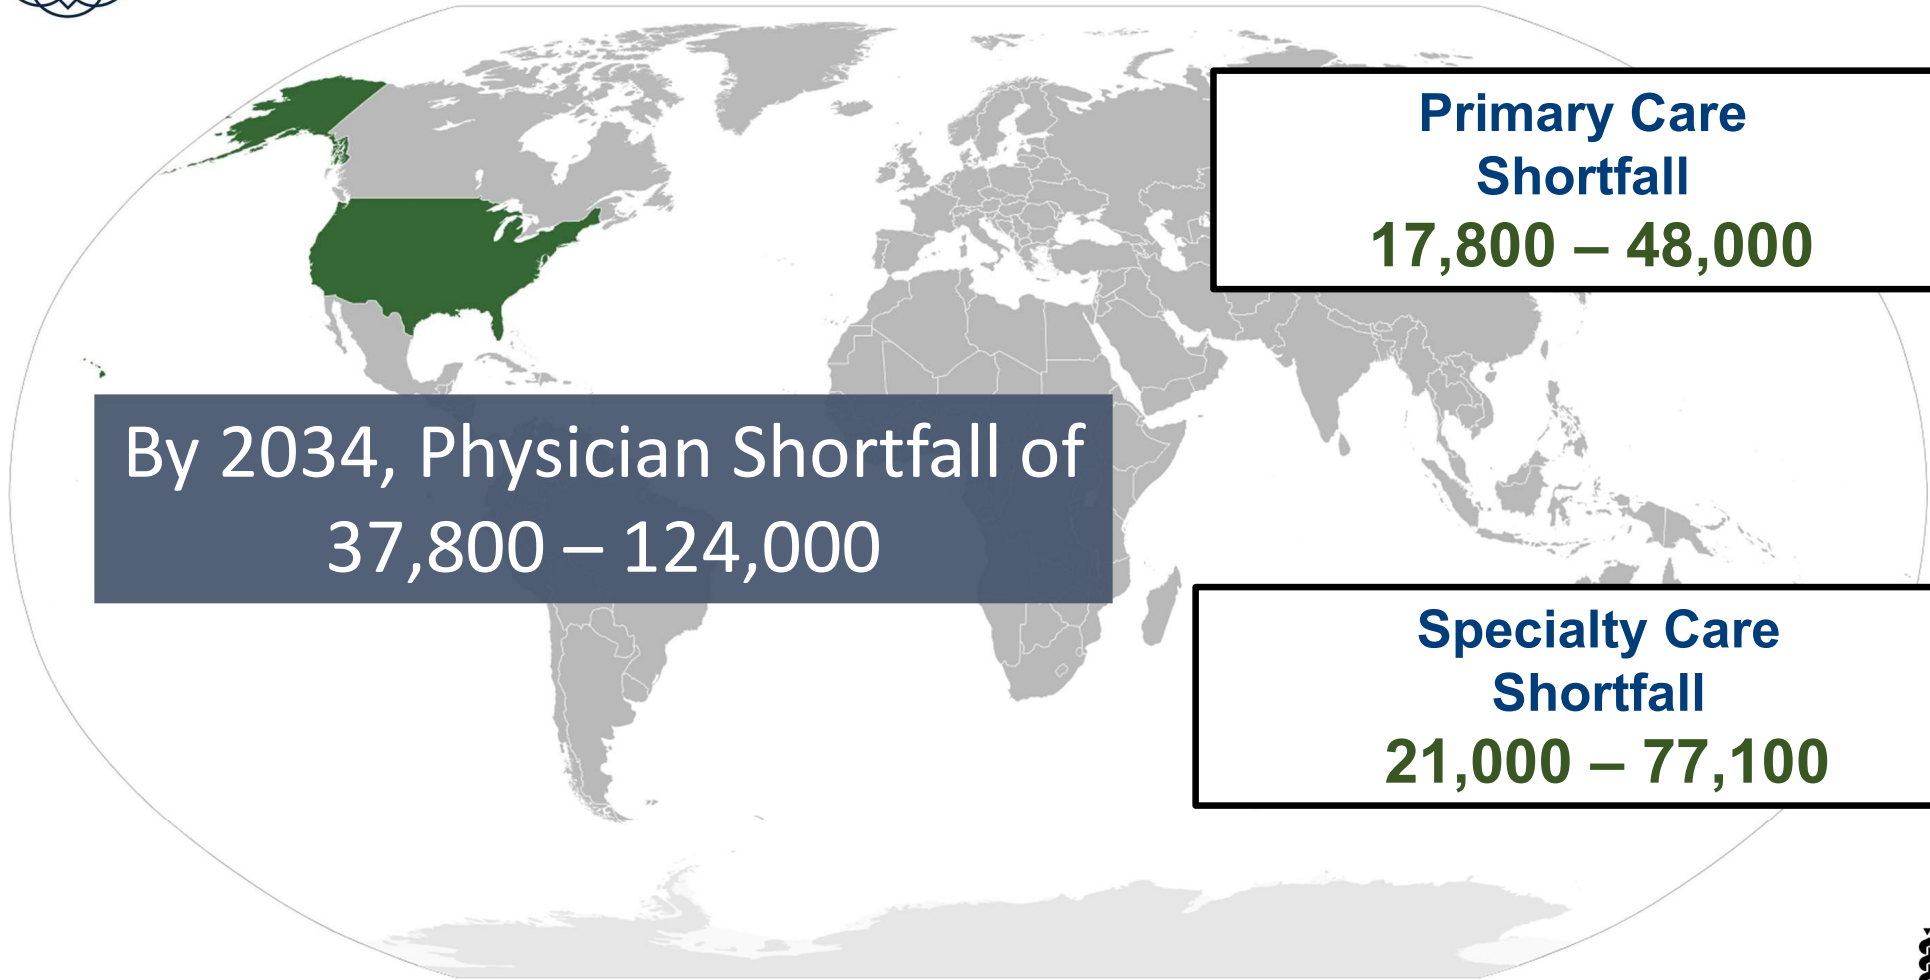 Primary Care
Shortfall
17,800 – 48,000
By 2034, Physician Shortfall of
37,800 – 124,000
Specialty Care
Shortfall
21,000 – 77,100